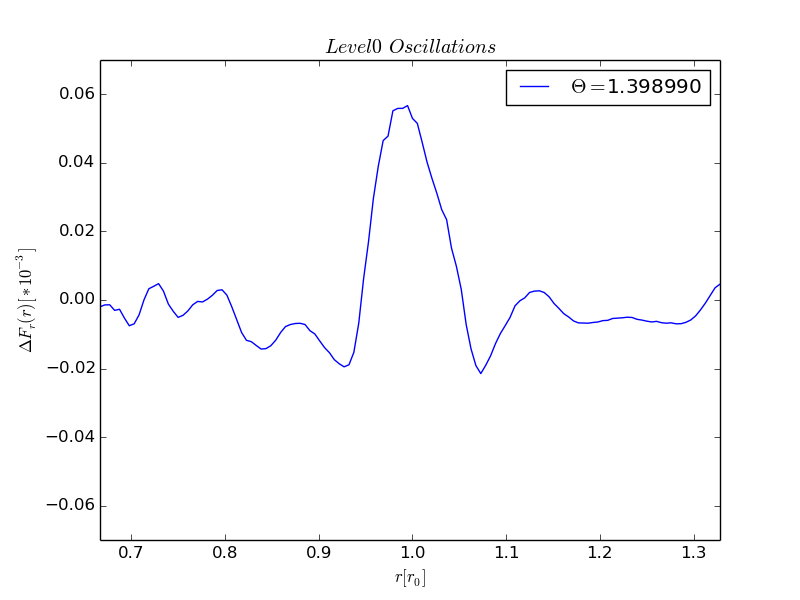 Level0 Oscillations
Θ = 1.398990
0.06
0.04
0.02
0.00
−0.02
−0.04
−0.06
ΔF_r(r)[∗10^{−3}]
0.7 0.8 0.9 1.0 1.1 1.2 1.3
r[r_0]